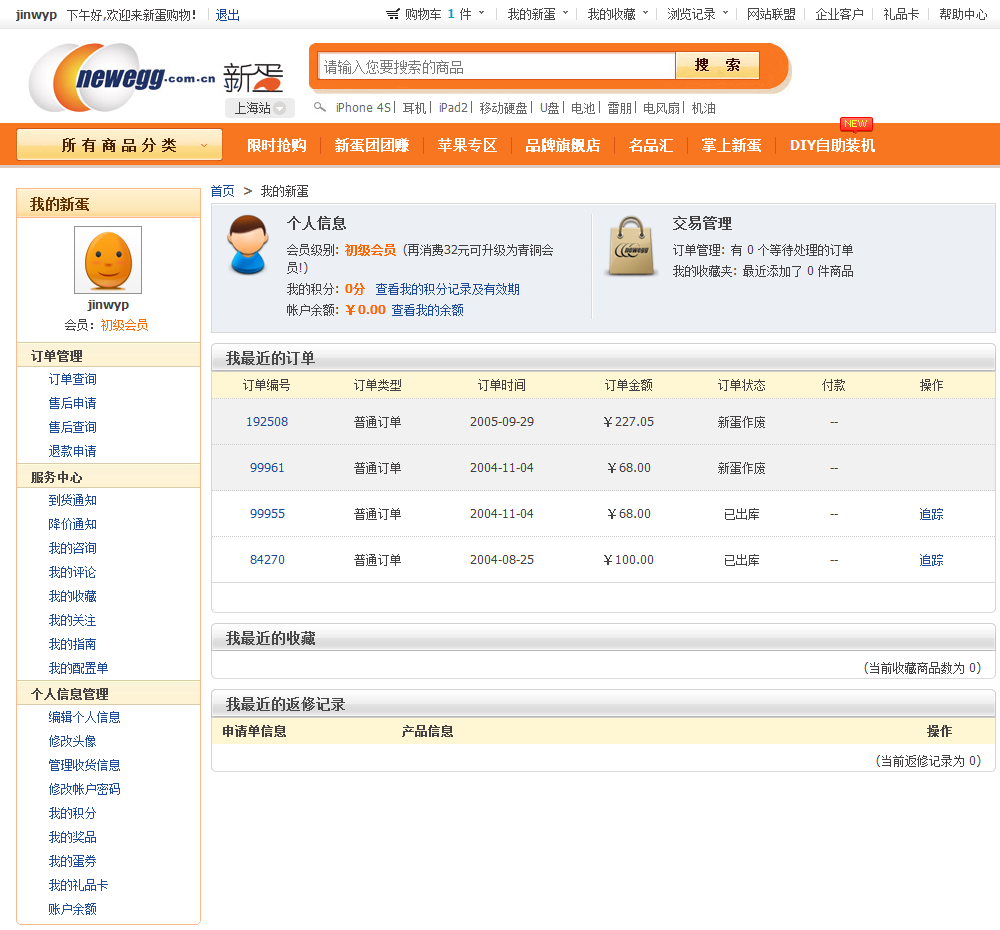 jinwyp 下午好,欢迎来新蛋购物! 退出 购物车 1 件 我的新蛋 我的收藏 浏览记录 网站联盟 企业客户 礼品卡 帮助中心
newegg.com.cn 新蛋
请输入您要搜索的商品 搜 索
上海站 iPhone 4S 耳机 iPad2 移动硬盘 U盘 电池 雷朋 电风扇 机油
NEW
所有商品分类 限时抢购 新蛋团团赚 苹果专区 品牌旗舰店 名品汇 掌上新蛋 DIY自助装机
首页 > 我的新蛋
我的新蛋
jinwyp
会员：初级会员
订单管理
订单查询
售后申请
售后查询
退款申请
服务中心
到货通知
降价通知
我的咨询
我的评论
我的收藏
我的关注
我的指南
我的配置单
个人信息管理
编辑个人信息
修改头像
管理收货信息
修改帐户密码
我的积分
我的奖品
我的蛋券
我的礼品卡
账户余额
个人信息
会员级别：初级会员（再消费32元可升级为青铜会
员!）
我的积分：0分 查看我的积分记录及有效期
帐户余额：￥0.00 查看我的余额
newegg
交易管理
订单管理：有 0 个等待处理的订单
我的收藏夹：最近添加了 0 件商品
我最近的订单
订单编号 订单类型 订单时间 订单金额 订单状态 付款 操作
192508 普通订单 2005-09-29 ￥227.05 新蛋作废 --
99961 普通订单 2004-11-04 ￥68.00 新蛋作废 --
99955 普通订单 2004-11-04 ￥68.00 已出库 -- 追踪
84270 普通订单 2004-08-25 ￥100.00 已出库 -- 追踪
我最近的收藏
（当前收藏商品数为 0）
我最近的返修记录
申请单信息 产品信息 操作
（当前返修记录为 0）